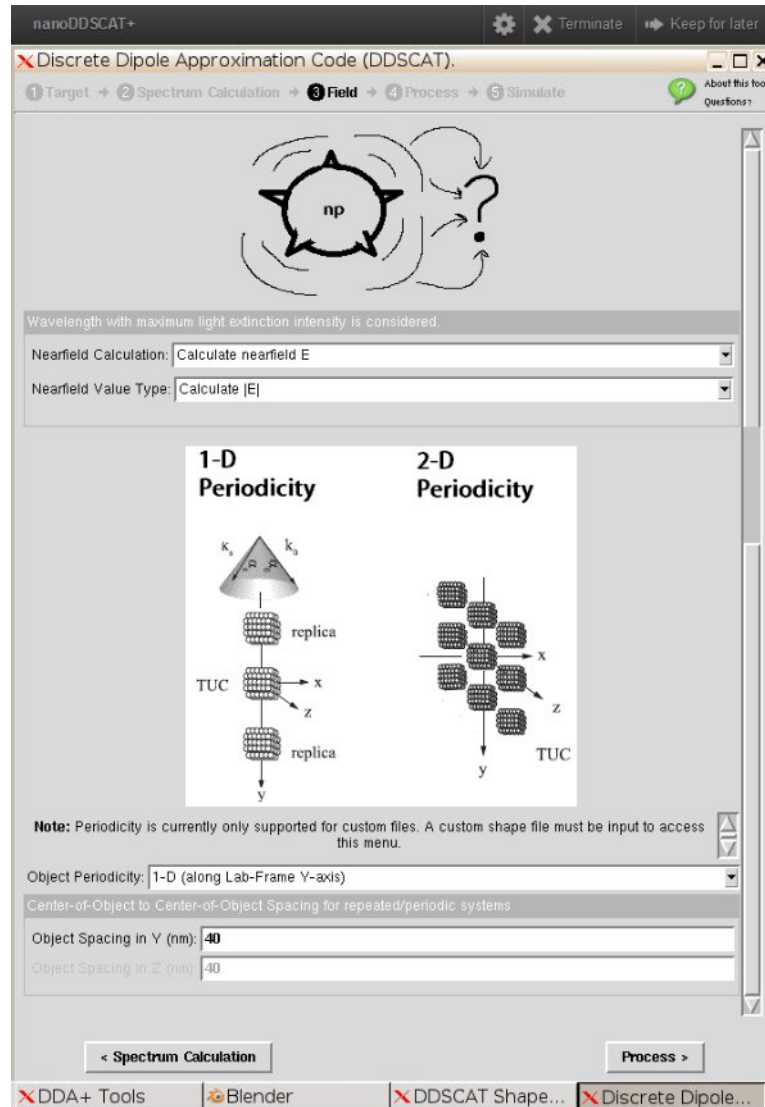 nanoDDSCAT+ Terminate Keep for later
Discrete Dipole Approximation Code (DDSCAT).
1 Target → 2 Spectrum Calculation → 3 Field → 4 Process → 5 Simulate ? About this too
Questions?
np ?
Wavelength with maximum light extinction intensity is considered.
Nearfield Calculation: Calculate nearfield E
Nearfield Value Type: Calculate |E|
1-D Periodicity
2-D Periodicity
k₀
replica
TUC x
z
replica
y
x
z
TUC
y
Note: Periodicity is currently only supported for custom files. A custom shape file must be input to access
this menu.
Object Periodicity: 1-D (along Lab-Frame Y-axis)
Center-of-Object to Center-of-Object Spacing for repeated/periodic systems
Object Spacing in Y (nm): 40
Object Spacing in Z (nm): 40
< Spectrum Calculation Process >
DDA+ Tools Blender DDSCAT Shape... Discrete Dipole...